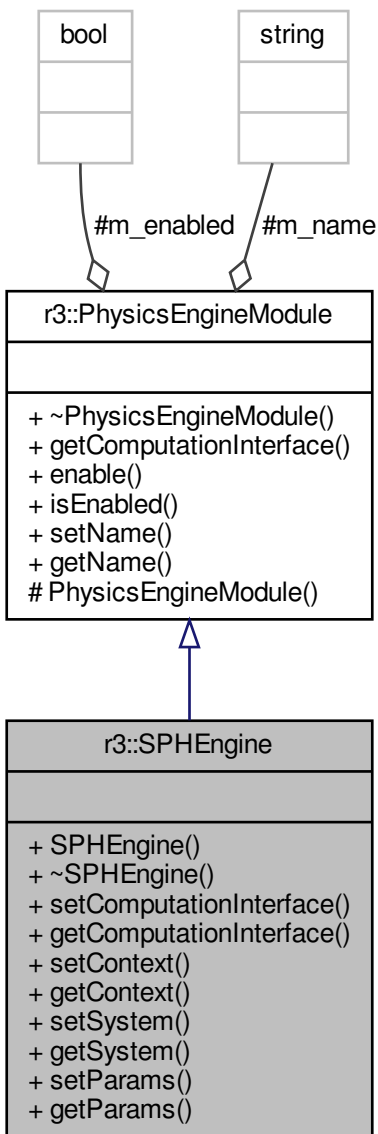 bool
string
#m_enabled
#m_name
r3::PhysicsEngineModule
+ ~PhysicsEngineModule()
+ getComputationInterface()
+ enable()
+ isEnabled()
+ setName()
+ getName()
# PhysicsEngineModule()
r3::SPHEngine
+ SPHEngine()
+ ~SPHEngine()
+ setComputationInterface()
+ getComputationInterface()
+ setContext()
+ getContext()
+ setSystem()
+ getSystem()
+ setParams()
+ getParams()